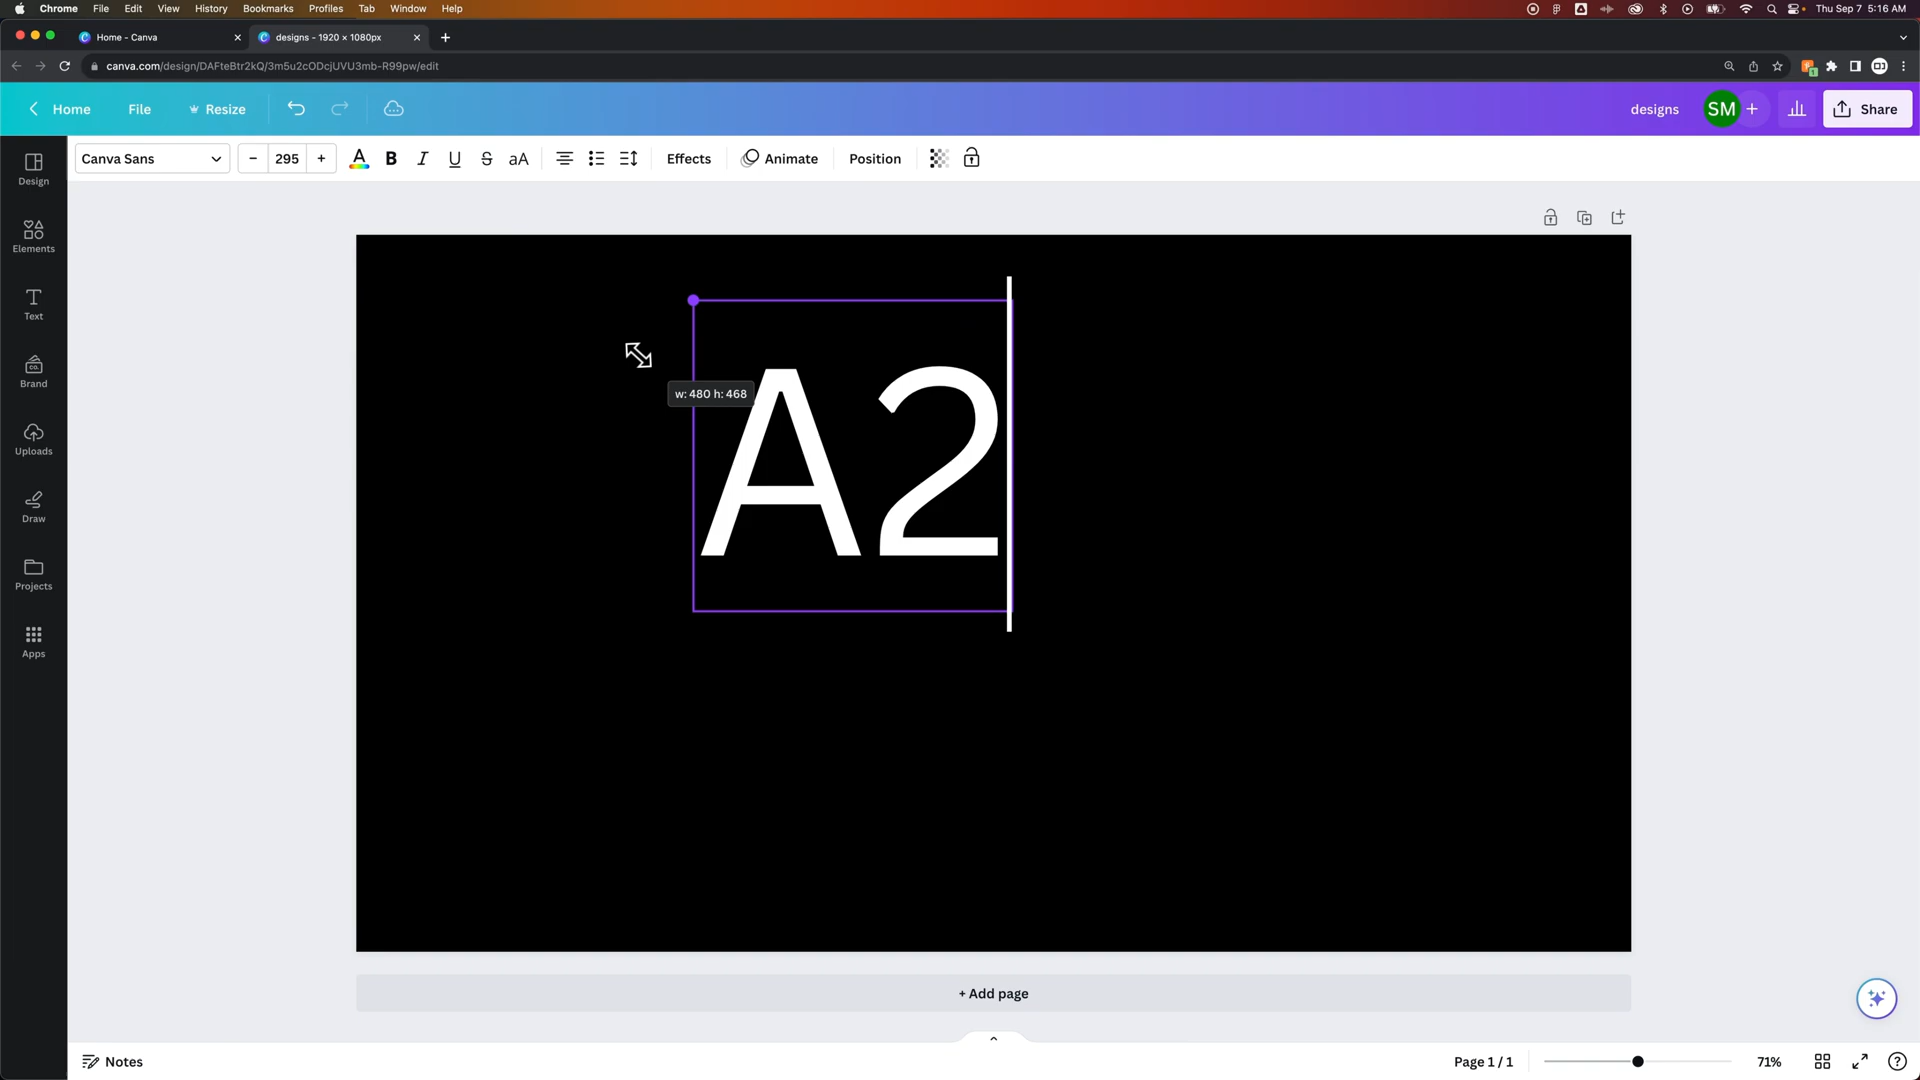 Chrome File Edit View History Bookmarks Profiles Tab Window Help Thu Sep 7 5:16 AM
Home - Canva designs - 1920 × 1080px
canva.com/design/DAFteBtr2kQ/3m5u2cODcjUVU3mb-R99pw/edit
Home File Resize designs SM Share
Canva Sans 295 A B I U S aA Effects Animate Position
Design
Elements
Text
Brand
Uploads
Draw
Projects
Apps
w: 480 h: 468
A2
+ Add page
Notes Page 1 / 1 71%